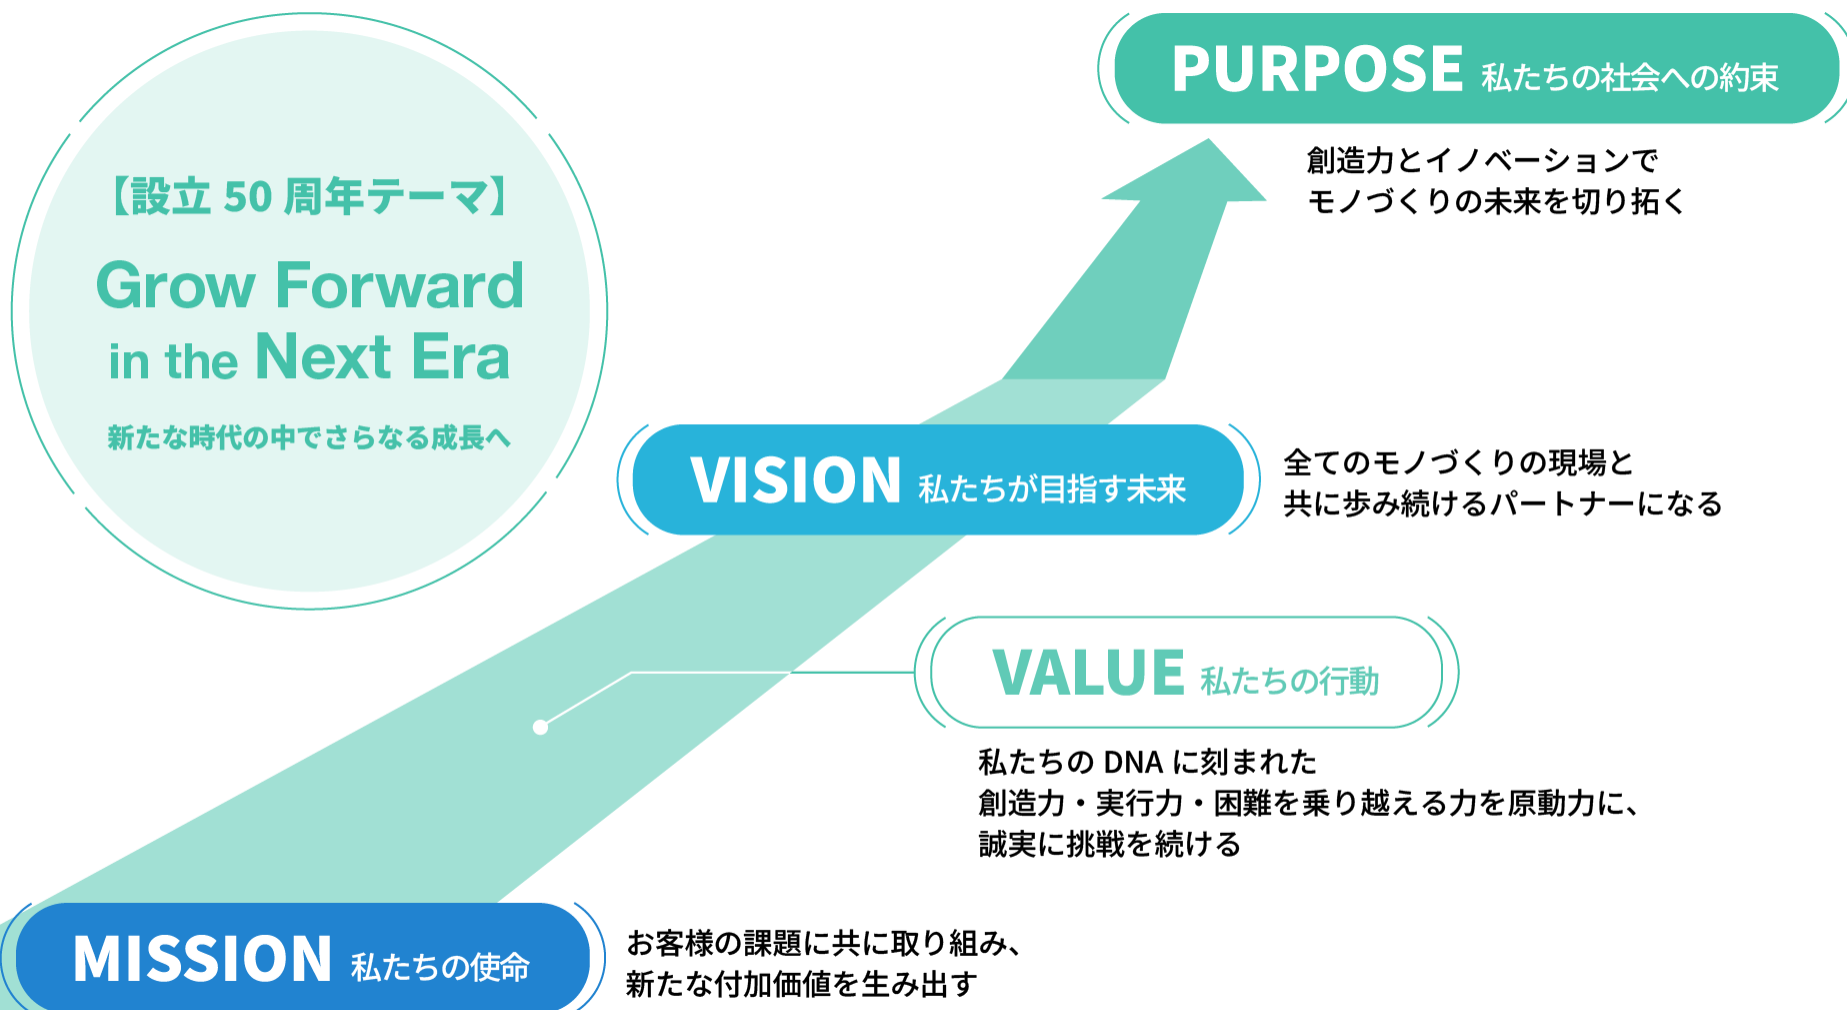 【設立 50 周年テーマ】
Grow Forward
in the Next Era
新たな時代の中でさらなる成長へ
PURPOSE 私たちの社会への約束
創造力とイノベーションで
モノづくりの未来を切り拓く
VISION 私たちが目指す未来
全てのモノづくりの現場と
共に歩み続けるパートナーになる
VALUE 私たちの行動
私たちの DNA に刻まれた
創造力・実行力・困難を乗り越える力を原動力に、
誠実に挑戦を続ける
MISSION 私たちの使命
お客様の課題に共に取り組み、
新たな付加価値を生み出す